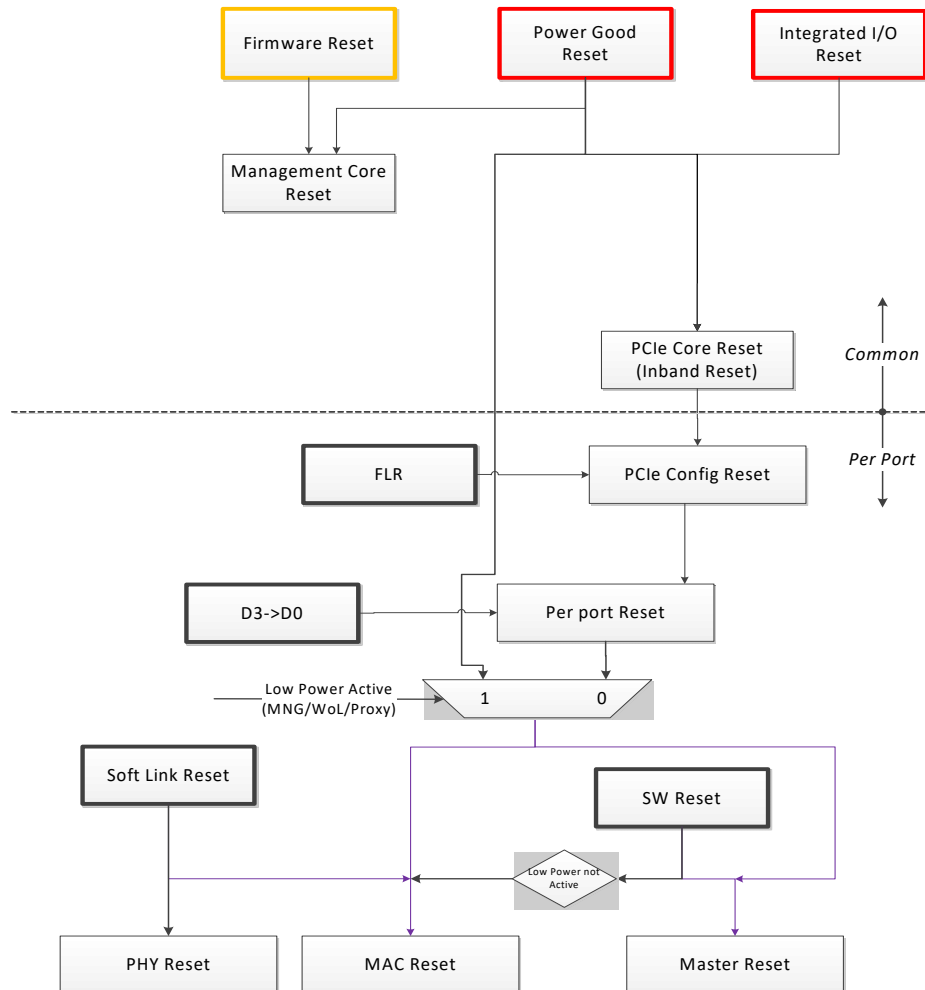 Firmware Reset
Power Good
Reset
Integrated I/O
Reset
Management Core
Reset
PCIe Core Reset
(Inband Reset)
Common
Per Port
FLR
PCIe Config Reset
D3->D0
Per port Reset
Low Power Active
(MNG/WoL/Proxy)
1
0
Soft Link Reset
SW Reset
Low Power not
Active
PHY Reset
MAC Reset
Master Reset